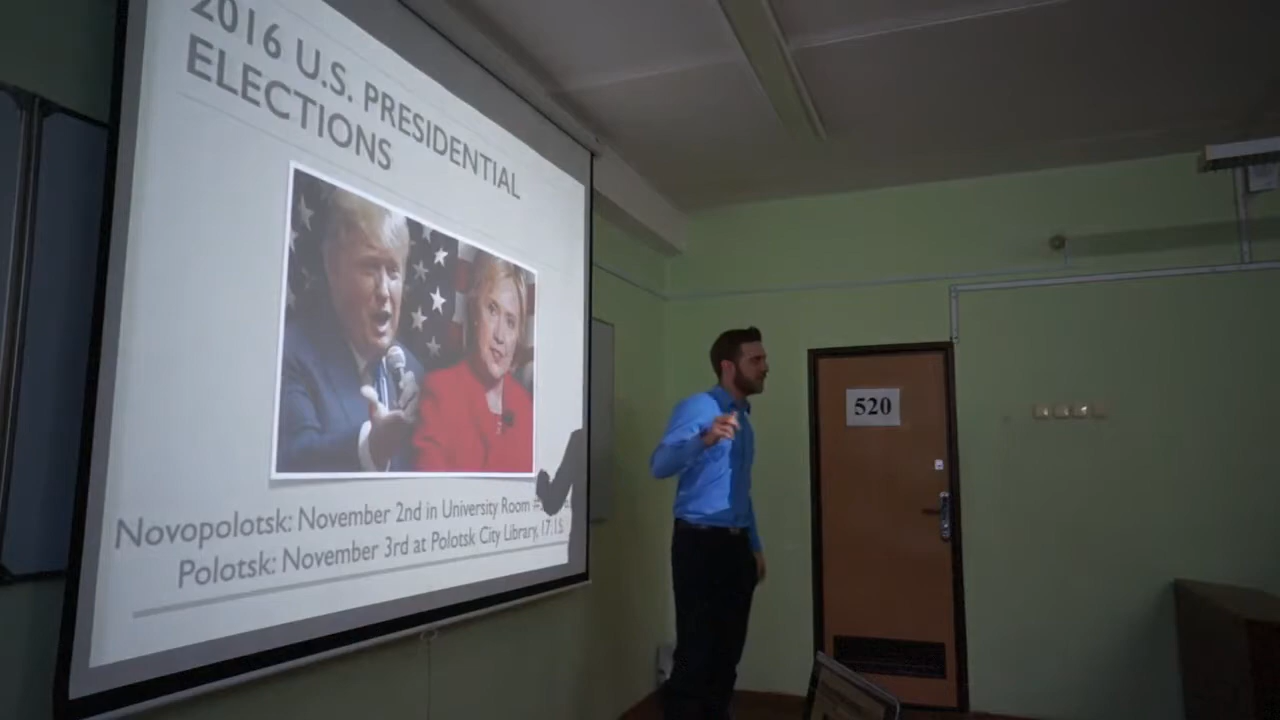 2016 U.S. PRESIDENTIAL
ELECTIONS
Novopolotsk: November 2nd in University Room
Polotsk: November 3rd at Polotsk City Library, 17:15
520